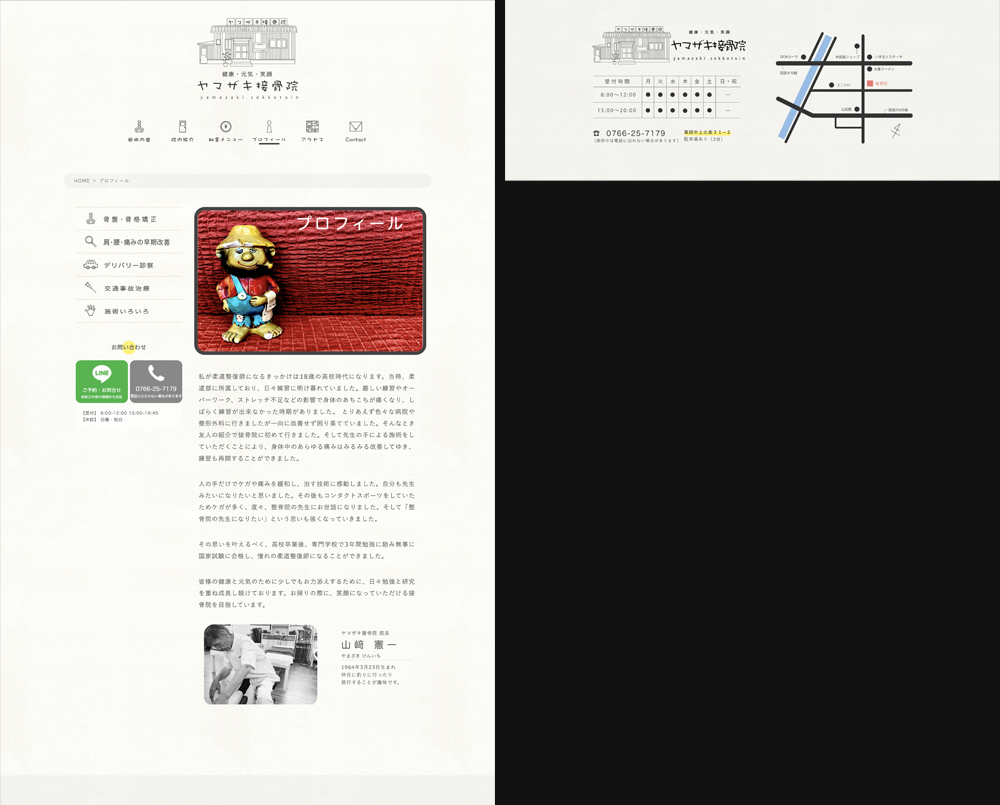 健康・元気・笑顔
ヤマザキ接骨院
yamazaki sekkotuin
施術内容
院内紹介
料金メニュー
プロフィール
アクセス
Contact
HOME > プロフィール
骨盤・骨格矯正
肩・腰・痛みの早期改善
デリバリー診察
交通事故治療
施術いろいろ
お問い合わせ
LINE
ご予約・お問合せ
0766-25-7179
【受付】 8:00-12:00 15:00-19:45
【休診】 日曜・祝日
プロフィール
私が柔道整復師になるきっかけは18歳の高校時代になります。当時、柔
道部に所属しており、日々練習に明け暮れていました。厳しい練習やオー
バーワーク、ストレッチ不足などの影響で身体のあちこちが痛くなり、し
ばらく練習が出来なかった時期がありました。 とりあえず色々な病院や
整形外科に行きましたが一向に改善せず困り果てていました。そんなとき
友人の紹介で接骨院に初めて行きました。そして先生の手による施術をし
ていただくことにより、身体中のあらゆる痛みはみるみる改善してゆき、
練習も再開することができました。
人の手だけでケガや痛みを緩和し、治す技術に感動しました。自分も先生
みたいになりたいと思いました。その後もコンタクトスポーツをしていた
ためケガが多く、度々、整骨院の先生にお世話になりました。そして「整
骨院の先生になりたい」という思いも強くなっていきました。
その思いを叶えるべく、高校卒業後、専門学校で3年間勉強に励み無事に
国家試験に合格し、憧れの柔道整復師になることができました。
皆様の健康と元気のために少しでもお力添えするために、日々勉強と研究
を重ね成長し続けております。お帰りの際に、笑顔になっていただける接
骨院を目指しています。
ヤマザキ接骨院 院長
山﨑 憲一
やまざき けんいち
1964年3月23日生まれ
休日に釣りに行ったり
旅行することが趣味です。
健康・元気・笑顔
ヤマザキ接骨院
yamazaki sekkotuin
受付時間 月 火 水 木 金 土 日・祝
8:00〜12:00 ● ● ● ● ● ● ー
15:00〜20:00 ● ● ● ● ● ● ー
0766-25-7179
(施術中は電話に出れない場合があります)
高岡市上北島31-2
駐車場あり(3台)